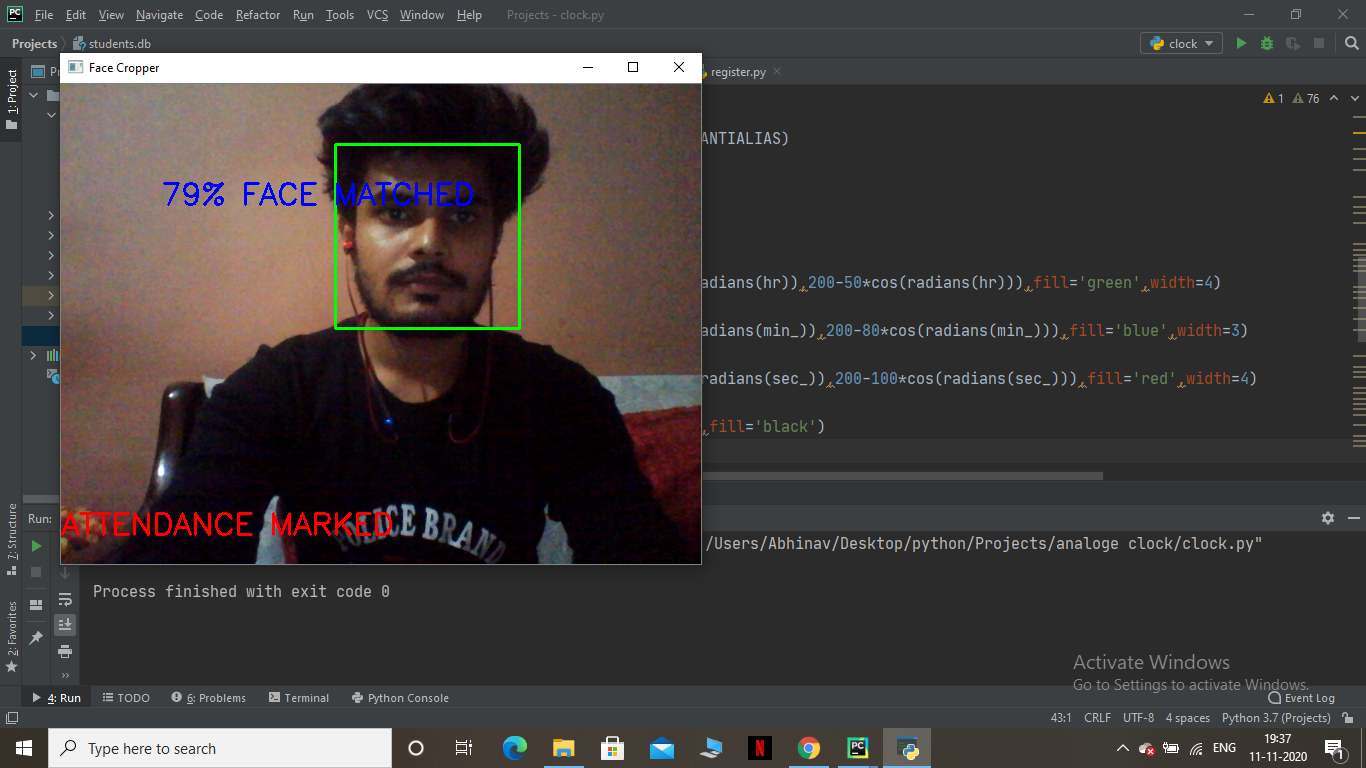 File Edit View Navigate Code Refactor Run Tools VCS Window Help Projects - clock.py
Projects students.db clock
Face Cropper
register.py
1: Project
1 76
ANTIALIAS)
79% FACE MATCHED
adians(hr)),200-50*cos(radians(hr))),fill='green',width=4)
adians(min_)),200-80*cos(radians(min_))),fill='blue',width=3)
radians(sec_)),200-100*cos(radians(sec_))),fill='red',width=4)
,fill='black')
POLICE BRAND
ATTENDANCE MARKED
7: Structure
2: Favorites
Run:
/Users/Abhinav/Desktop/python/Projects/analoge clock/clock.py"
Process finished with exit code 0
Activate Windows
Go to Settings to activate Windows.
4: Run TODO 6: Problems Terminal Python Console Event Log
43:1 CRLF UTF-8 4 spaces Python 3.7 (Projects)
Type here to search
N
PC
ENG
19:37
11-11-2020
1